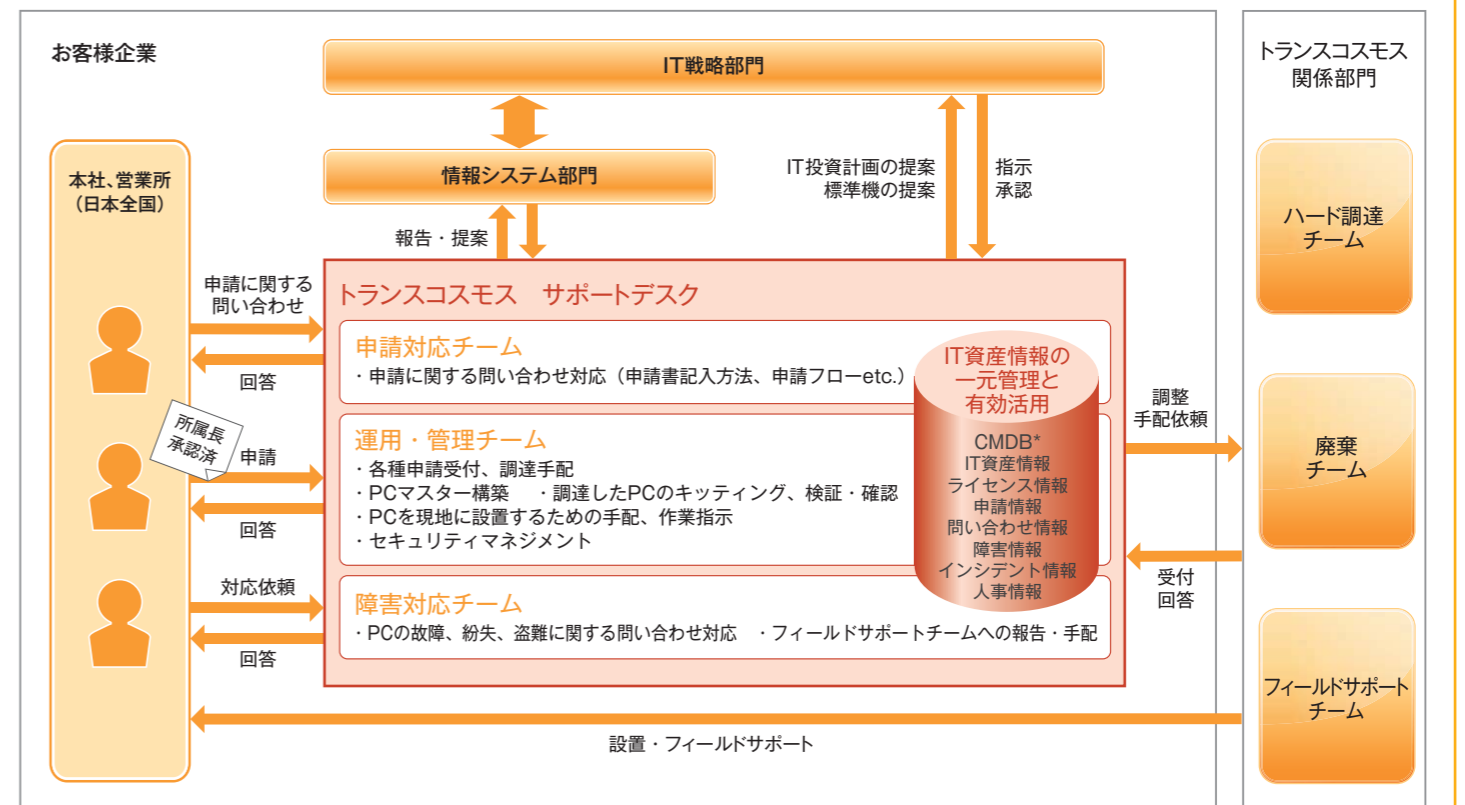 お客様企業
IT戦略部門
トランスコスモス
関係部門
本社、営業所
（日本全国）
情報システム部門
IT投資計画の提案
標準機の提案
指示
承認
報告・提案
ハード調達
チーム
申請に関する
問い合わせ
回答
所属長
承認済
申請
回答
対応依頼
回答
トランスコスモス　サポートデスク
申請対応チーム
・申請に関する問い合わせ対応（申請書記入方法、申請フローetc.）
運用・管理チーム
・各種申請受付、調達手配
・PCマスター構築　・調達したPCのキッティング、検証・確認
・PCを現地に設置するための手配、作業指示
・セキュリティマネジメント
障害対応チーム
・PCの故障、紛失、盗難に関する問い合わせ対応　・フィールドサポートチームへの報告・手配
IT資産情報の
一元管理と
有効活用
CMDB*
IT資産情報
ライセンス情報
申請情報
問い合わせ情報
障害情報
インシデント情報
人事情報
調整
手配依頼
廃棄
チーム
受付
回答
フィールドサポート
チーム
設置・フィールドサポート